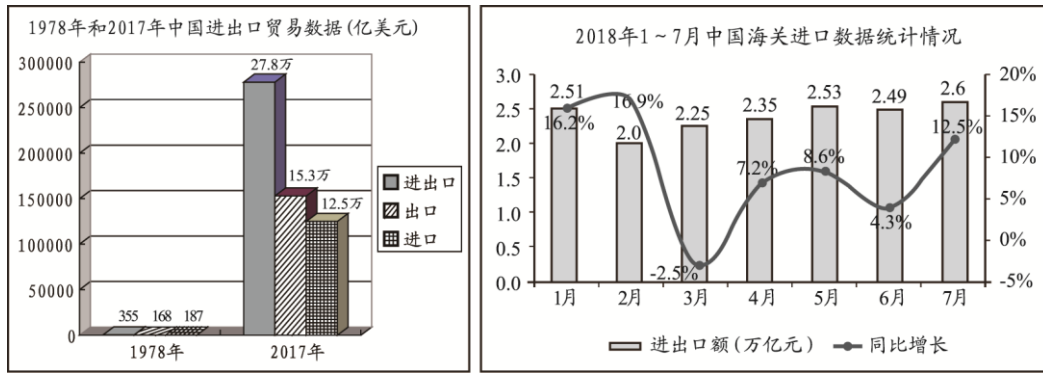 1978年和2017年中国进出口贸易数据(亿美元)
300000
250000
200000
150000
100000
50000
0
27.8万
15.3万
12.5万
355 168 187
1978年 2017年
进出口
出口
进口
2018年1~7月中国海关进口数据统计情况
3.0
2.5
2.0
1.5
1.0
0.5
0.0
2.51 2.0 2.25 2.35 2.53 2.49 2.6
16.2% 16.9% -2.5% 7.2% 8.6% 4.3% 12.5%
20%
15%
10%
5%
0%
-5%
1月 2月 3月 4月 5月 6月 7月
进出口额(万亿元) 同比增长